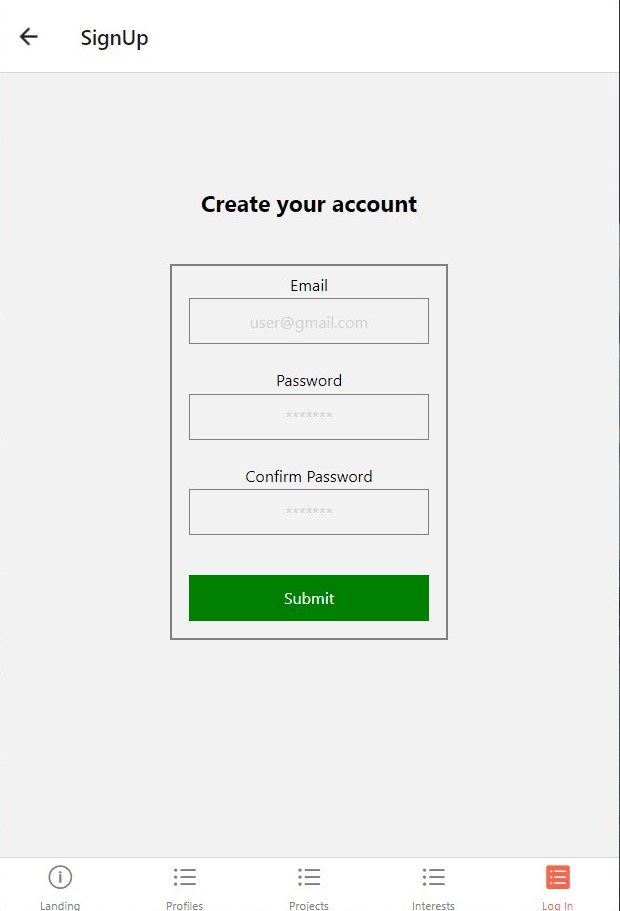 SignUp
Create your account
Email
user@gmail.com
Password
*******
Confirm Password
*******
Submit
Landing
Profiles
Projects
Interests
Log In